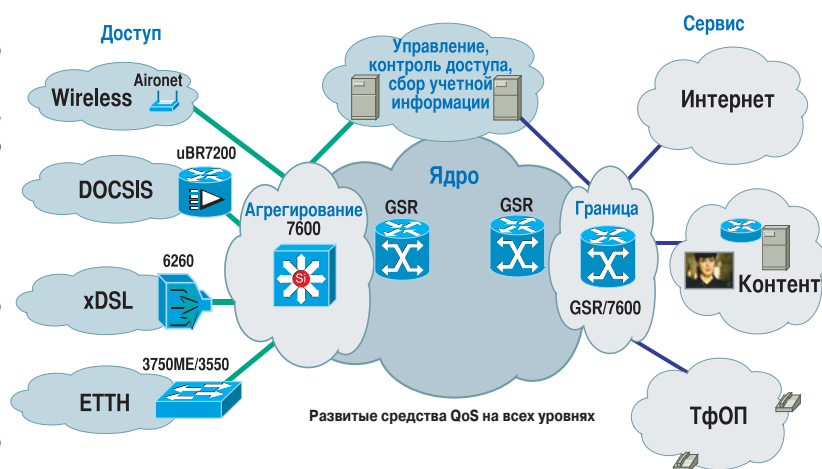 Доступ
Сервис
Управление,
контроль доступа,
сбор учетной
информации
Aironet
Wireless
Интернет
uBR7200
DOCSIS
Ядро
Агрегирование
7600
GSR
GSR
Граница
GSR/7600
Si
6260
xDSL
Контент
3750ME/3550
ETTH
Развитые средства QoS на всех уровнях
ТфОП